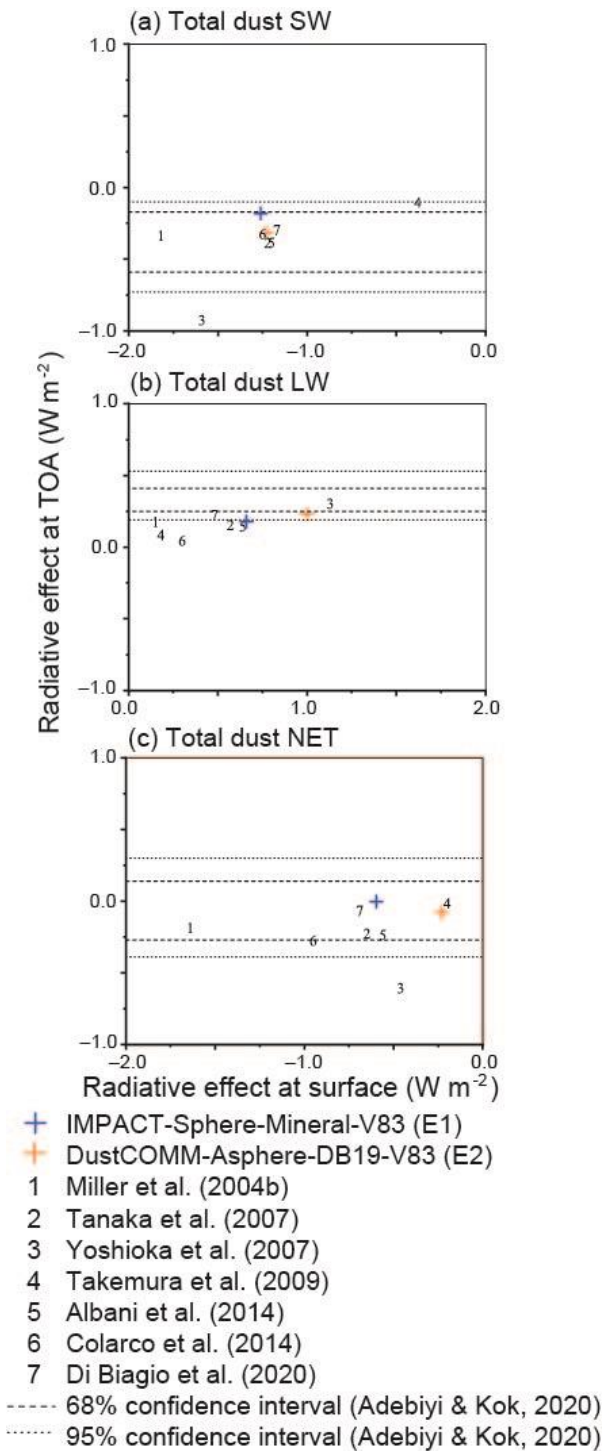 (a) Total dust SW
1.0
0.0
4
7
6
2 5
1
3
−1.0
−2.0
−1.0
0.0
(b) Total dust LW
1.0
3
7
1
2 5
4
6
0.0
−1.0
0.0
1.0
2.0
(c) Total dust NET
1.0
0.0
4
7
1
2 5
6
3
−1.0
−2.0
−1.0
0.0
Radiative effect at TOA (W m⁻²)
Radiative effect at surface (W m⁻²)
IMPACT-Sphere-Mineral-V83 (E1)
DustCOMM-Asphere-DB19-V83 (E2)
1 Miller et al. (2004b)
2 Tanaka et al. (2007)
3 Yoshioka et al. (2007)
4 Takemura et al. (2009)
5 Albani et al. (2014)
6 Colarco et al. (2014)
7 Di Biagio et al. (2020)
68% confidence interval (Adebiyi & Kok, 2020)
95% confidence interval (Adebiyi & Kok, 2020)